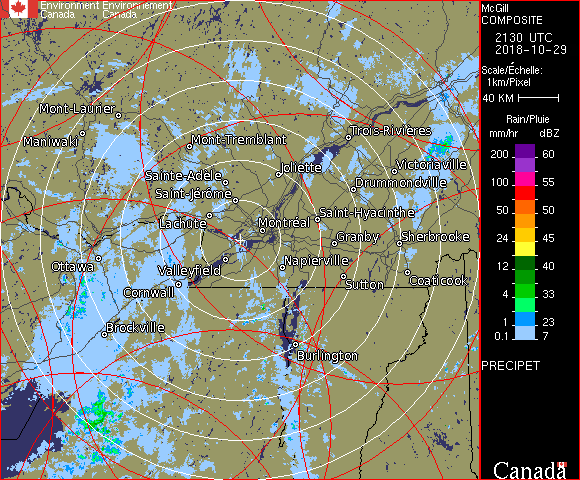 Environment Environnement
Canada Canada
McGill
COMPOSITE
2130 UTC
2018-10-29
Scale/Échelle:
1km/Pixel
40 KM
Rain/Pluie
mm/hr dBZ
200 60
100 55
50 50
24 45
12 40
4 33
1 23
0.1 7
PRECIPET
Canada
Mont-Laurier
Maniwaki
Mont-Tremblant
Trois-Rivières
Sainte-Adèle
Joliette
Victoriaville
Saint-Jérôme
Drummondville
Lachute
Montréal
Saint-Hyacinthe
Granby
Sherbrooke
Ottawa
Valleyfield
Napierville
Cornwall
Sutton
Coaticook
Brockville
Burlington